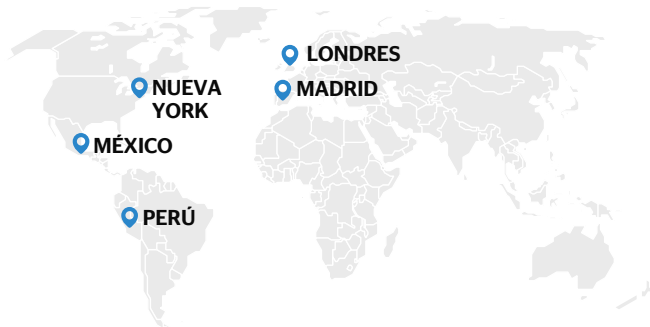 LONDRES
MADRID
NUEVA
YORK
MÉXICO
PERÚ